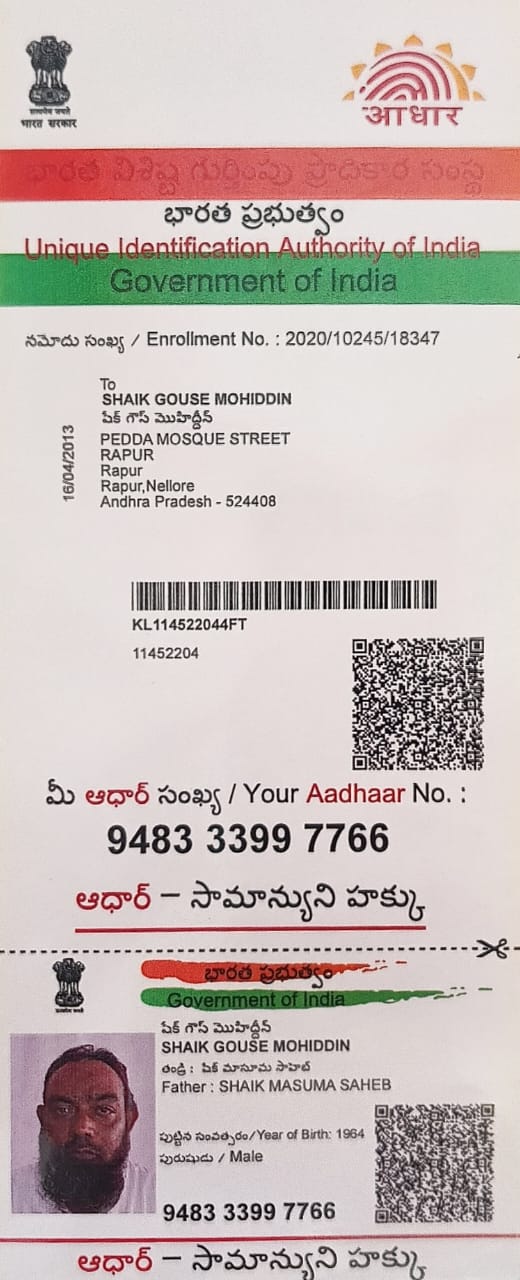 सत्यमेव जयते
भारत सरकार
आधार
భారత విశిష్ట గుర్తింపు ప్రాధికార సంస్థ
భారత ప్రభుత్వం
Unique Identification Authority of India
Government of India
నమోదు సంఖ్య / Enrollment No. : 2020/10245/18347
To
SHAIK GOUSE MOHIDDIN
షేక్ గౌస్ మొహిద్దీన్
PEDDA MOSQUE STREET
RAPUR
Rapur
Rapur,Nellore
Andhra Pradesh - 524408
16/04/2013
KL114522044FT
11452204
మీ ఆధార్ సంఖ్య / Your Aadhaar No. :
9483 3399 7766
ఆధార్ – సామాన్యుని హక్కు
భారత ప్రభుత్వం
Government of India
सत्यमेव जयते
షేక్ గౌస్ మొహిద్దీన్
SHAIK GOUSE MOHIDDIN
తండ్రి : షేక్ మాసూమ సాహెబ్
Father : SHAIK MASUMA SAHEB
పుట్టిన సంవత్సరం/Year of Birth: 1964
పురుషుడు / Male
9483 3399 7766
ఆధార్ – సామాన్యుని హక్కు